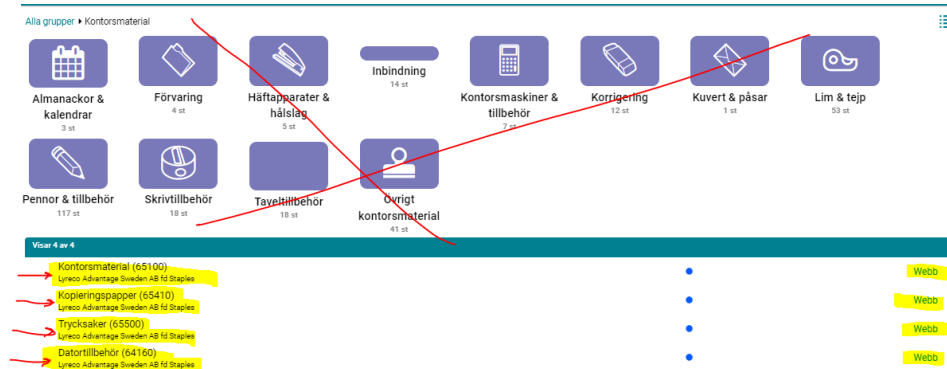 Alla grupper ▸ Kontorsmaterial
Almanackor & kalendrar
3 st
Förvaring
4 st
Häftapparater & hålslag
5 st
Inbindning
14 st
Kontorsmaskiner & tillbehör
7 st
Korrigering
12 st
Kuvert & påsar
1 st
Lim & tejp
53 st
Pennor & tillbehör
117 st
Skrivtillbehör
18 st
Taveltillbehör
18 st
Övrigt kontorsmaterial
41 st
Visar 4 av 4
Kontorsmaterial (65100) Webb
Lyreco Advantage Sweden AB fd Staples
Kopieringspapper (65410) Webb
Lyreco Advantage Sweden AB fd Staples
Trycksaker (65500) Webb
Lyreco Advantage Sweden AB fd Staples
Datortillbehör (64160) Webb
Lyreco Advantage Sweden AB fd Staples